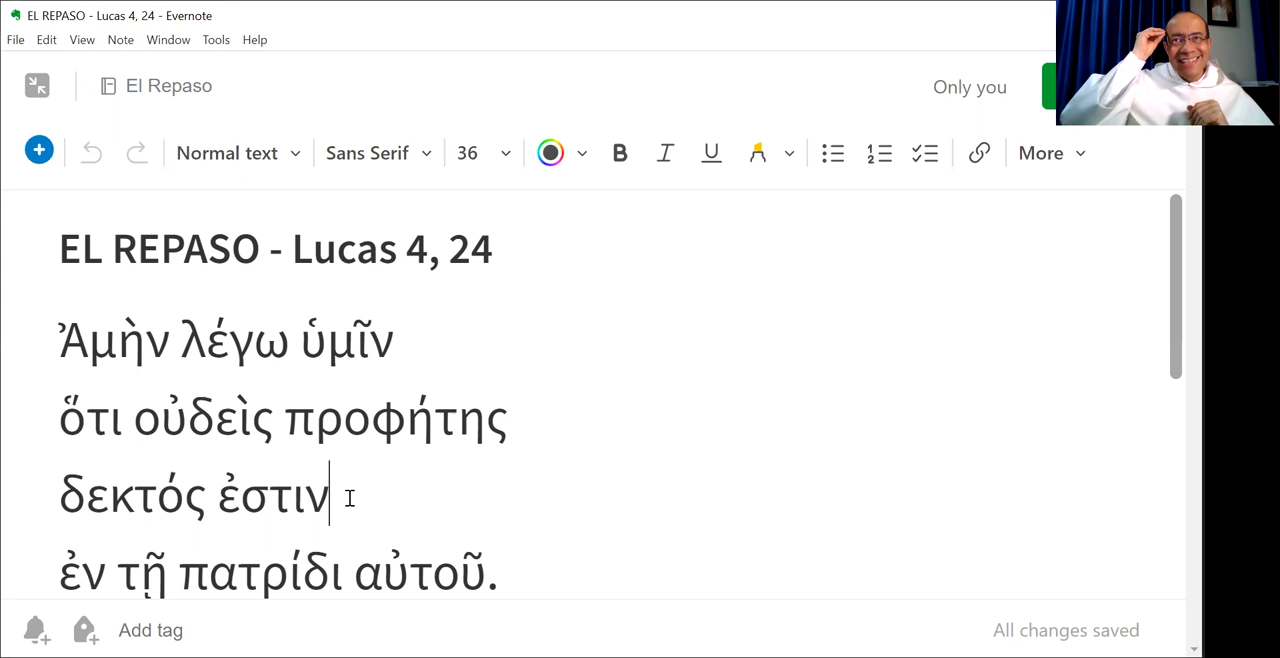 EL REPASO - Lucas 4, 24 - Evernote
File Edit View Note Window Tools Help
El Repaso
Only you
Normal text Sans Serif 36 B I U More
EL REPASO - Lucas 4, 24
Ἀμὴν λέγω ὑμῖν
ὅτι οὐδεὶς προφήτης
δεκτός ἐστιν
ἐν τῇ πατρίδι αὐτοῦ.
Add tag
All changes saved